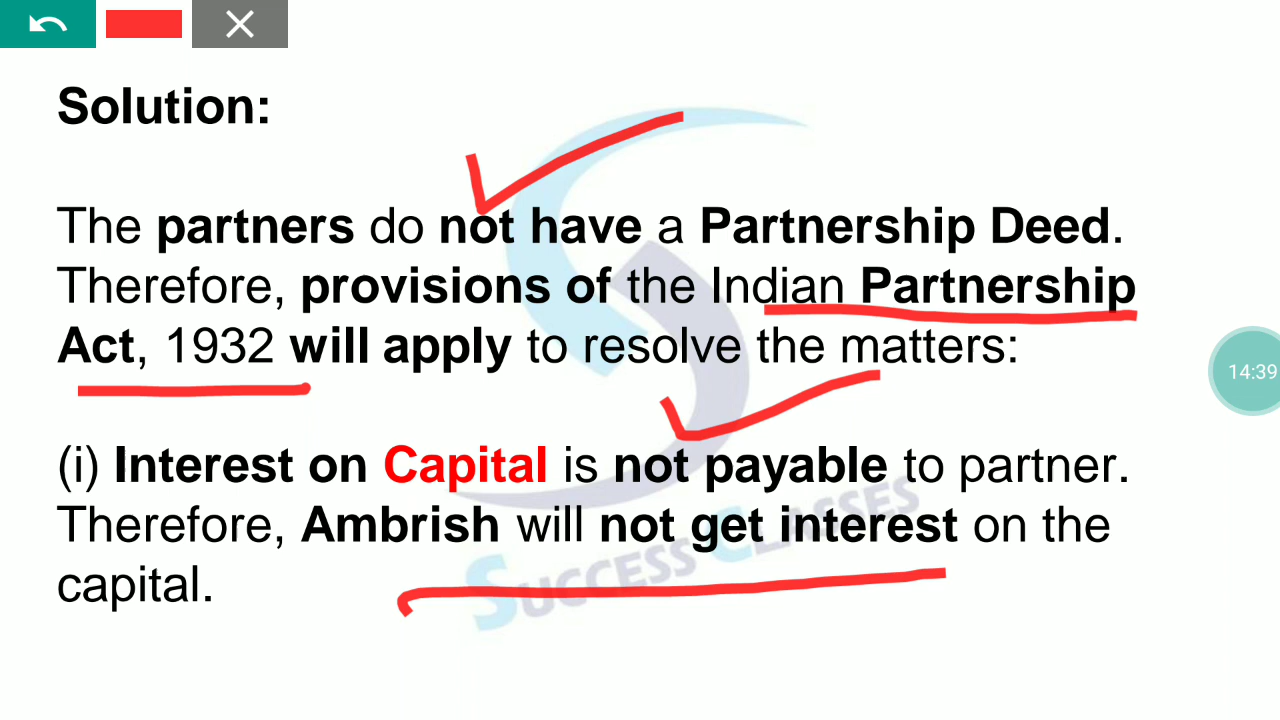 Solution:
The partners do not have a Partnership Deed.
Therefore, provisions of the Indian Partnership
Act, 1932 will apply to resolve the matters:
14:39
(i) Interest on Capital is not payable to partner.
Therefore, Ambrish will not get interest on the
capital.
SUCCESS CLASSES